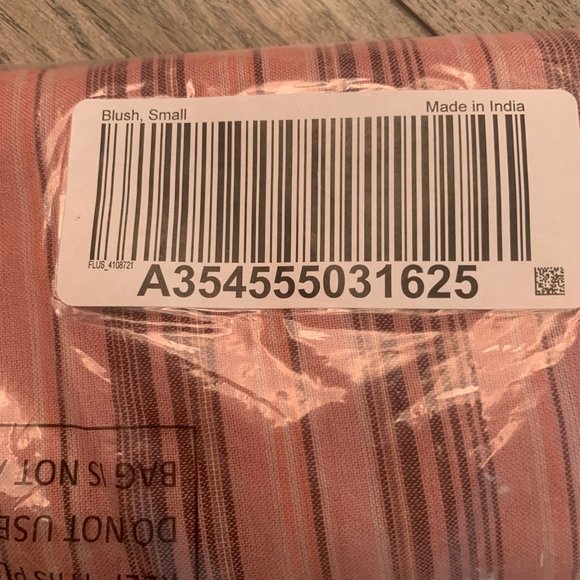 Blush, Small
Made in India
FLUS_4108721
A354555031625
BAG IS NOT A
DO NOT USE